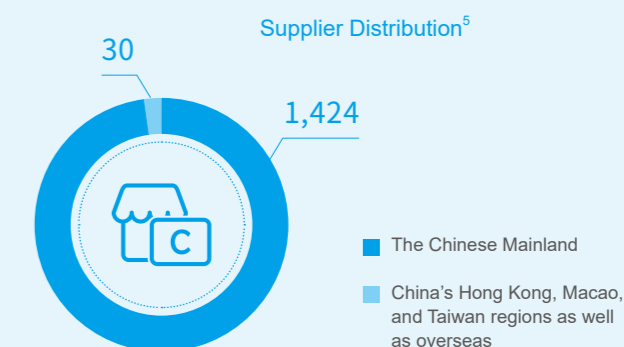 Supplier Distribution5
30
1,424
C
The Chinese Mainland
China's Hong Kong, Macao,
and Taiwan regions as well
as overseas